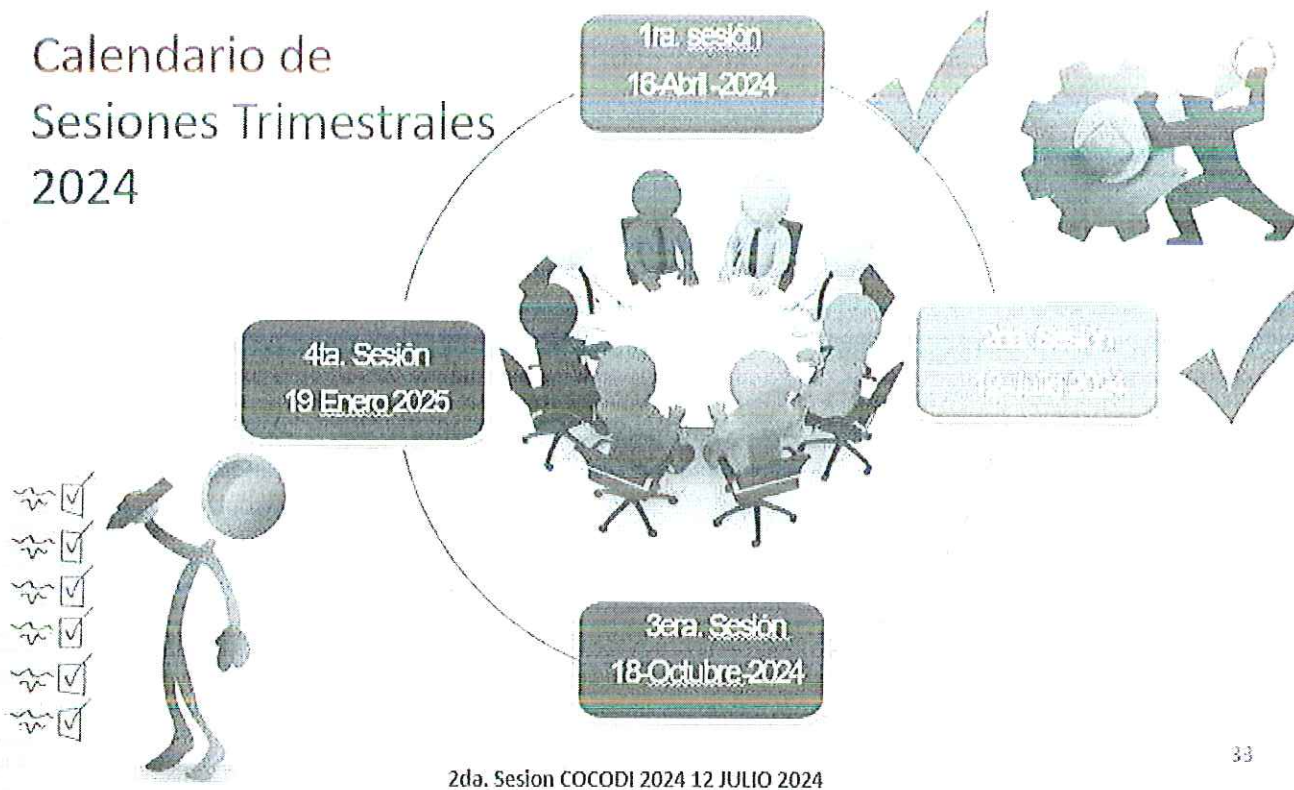 Calendario de
Sesiones Trimestrales
2024
1ra. sesión
16-Abril-2024
4ta. Sesión
19 Enero 2025
3era. Sesión
18-Octubre-2024
33
2da. Sesion COCODI 2024 12 JULIO 2024